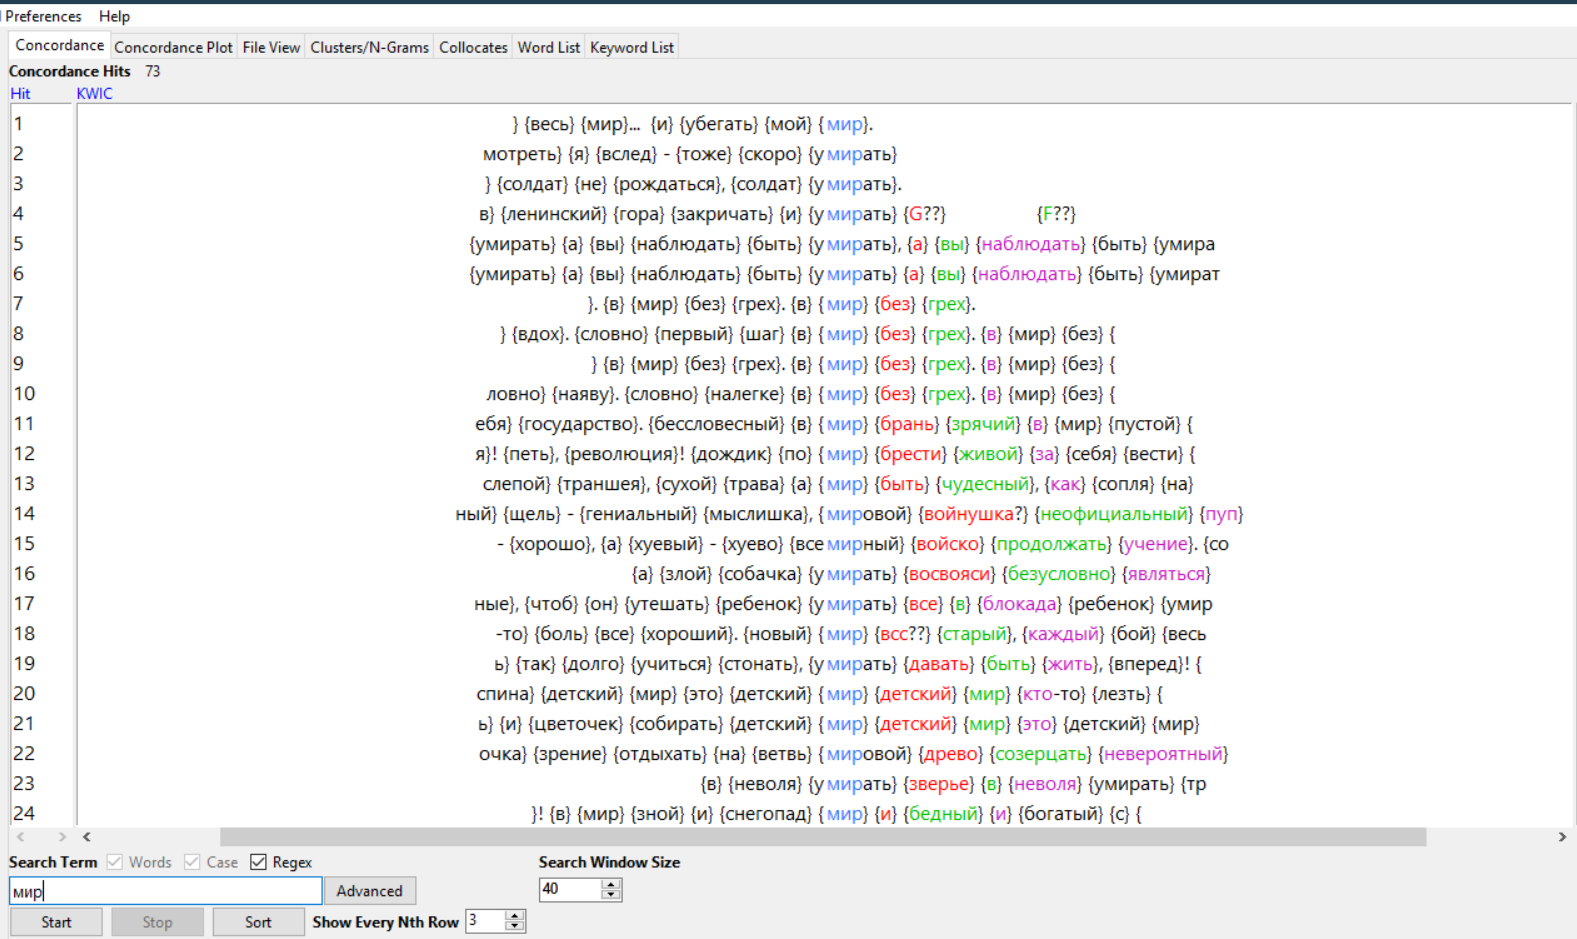 Preferences Help
Concordance Concordance Plot File View Clusters/N-Grams Collocates Word List Keyword List
Concordance Hits 73
Hit KWIC
1 } {весь} {мир}... {и} {убегать} {мой} {мир}.
2 мотреть} {я} {вслед} - {тоже} {скоро} {умирать}
3 } {солдат} {не} {рождаться}, {солдат} {умирать}.
4 в} {ленинский} {гора} {закричать} {и} {умирать} {G??} {F??}
5 {умирать} {а} {вы} {наблюдать} {быть} {умирать}, {а} {вы} {наблюдать} {быть} {умира
6 {умирать} {а} {вы} {наблюдать} {быть} {умирать} {а} {вы} {наблюдать} {быть} {умират
7 }. {в} {мир} {без} {грех}. {в} {мир} {без} {грех}.
8 } {вдох}. {словно} {первый} {шаг} {в} {мир} {без} {грех}. {в} {мир} {без} {
9 } {в} {мир} {без} {грех}. {в} {мир} {без} {грех}. {в} {мир} {без} {
10 ловно} {наяву}. {словно} {налегке} {в} {мир} {без} {грех}. {в} {мир} {без} {
11 ебя} {государство}. {бессловесный} {в} {мир} {брань} {зрячий} {в} {мир} {пустой} {
12 я}! {петь}, {революция}! {дождик} {по} {мир} {брести} {живой} {за} {себя} {вести} {
13 слепой} {траншея}, {сухой} {трава} {а} {мир} {быть} {чудесный}, {как} {сопля} {на}
14 ный} {щель} - {гениальный} {мыслишка}, {мировой} {войнушка?} {неофициальный} {пуп}
15 - {хорошо}, {а} {хуевый} - {хуево} {всемирный} {войско} {продолжать} {учение}. {со
16 {а} {злой} {собачка} {умирать} {восвояси} {безусловно} {являться}
17 ные}, {чтоб} {он} {утешать} {ребенок} {умирать} {все} {в} {блокада} {ребенок} {умир
18 -то} {боль} {все} {хороший}. {новый} {мир} {всс??} {старый}, {каждый} {бой} {весь
19 ь} {так} {долго} {учиться} {стонать}, {умирать} {давать} {быть} {жить}, {вперед}! {
20 спина} {детский} {мир} {это} {детский} {мир} {детский} {мир} {кто-то} {лезть} {
21 ь} {и} {цветочек} {собирать} {детский} {мир} {детский} {мир} {это} {детский} {мир}
22 очка} {зрение} {отдыхать} {на} {ветвь} {мировой} {древо} {созерцать} {невероятный}
23 {в} {неволя} {умирать} {зверье} {в} {неволя} {умирать} {тр
24 }! {в} {мир} {зной} {и} {снегопад} {мир} {и} {бедный} {и} {богатый} {с} {
Search Term Words Case Regex Search Window Size
мир Advanced 40
Start Stop Sort Show Every Nth Row 3